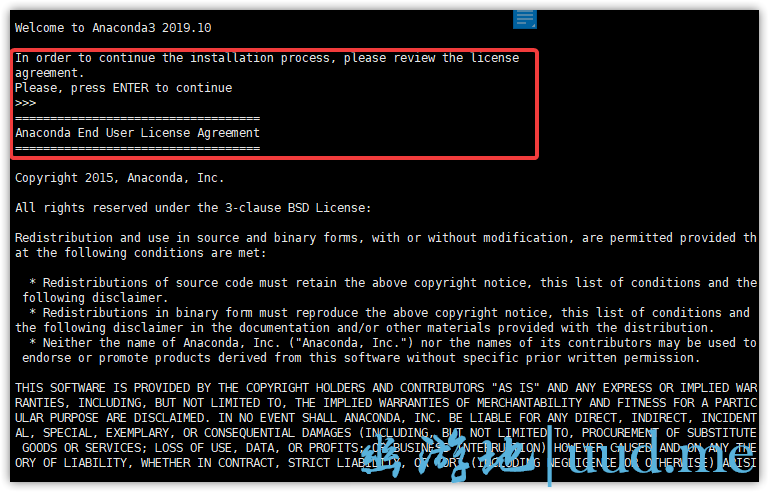 Welcome to Anaconda3 2019.10
In order to continue the installation process, please review the license
agreement.
Please, press ENTER to continue
>>>
===================================
Anaconda End User License Agreement
===================================
Copyright 2015, Anaconda, Inc.
All rights reserved under the 3-clause BSD License:
Redistribution and use in source and binary forms, with or without modification, are permitted provided th
at the following conditions are met:
* Redistributions of source code must retain the above copyright notice, this list of conditions and the
following disclaimer.
* Redistributions in binary form must reproduce the above copyright notice, this list of conditions and
the following disclaimer in the documentation and/or other materials provided with the distribution.
* Neither the name of Anaconda, Inc. ("Anaconda, Inc.") nor the names of its contributors may be used to
endorse or promote products derived from this software without specific prior written permission.
THIS SOFTWARE IS PROVIDED BY THE COPYRIGHT HOLDERS AND CONTRIBUTORS "AS IS" AND ANY EXPRESS OR IMPLIED WAR
RANTIES, INCLUDING, BUT NOT LIMITED TO, THE IMPLIED WARRANTIES OF MERCHANTABILITY AND FITNESS FOR A PARTIC
ULAR PURPOSE ARE DISCLAIMED. IN NO EVENT SHALL ANACONDA, INC. BE LIABLE FOR ANY DIRECT, INDIRECT, INCIDENT
AL, SPECIAL, EXEMPLARY, OR CONSEQUENTIAL DAMAGES (INCLUDING, BUT NOT LIMITED TO, PROCUREMENT OF SUBSTITUTE
GOODS OR SERVICES; LOSS OF USE, DATA, OR PROFITS; OR BUSINESS INTERRUPTION) HOWEVER CAUSED AND ON ANY THE
ORY OF LIABILITY, WHETHER IN CONTRACT, STRICT LIABILITY, OR TORT (INCLUDING NEGLIGENCE OR OTHERWISE) ARISI
幽游地 uud.me